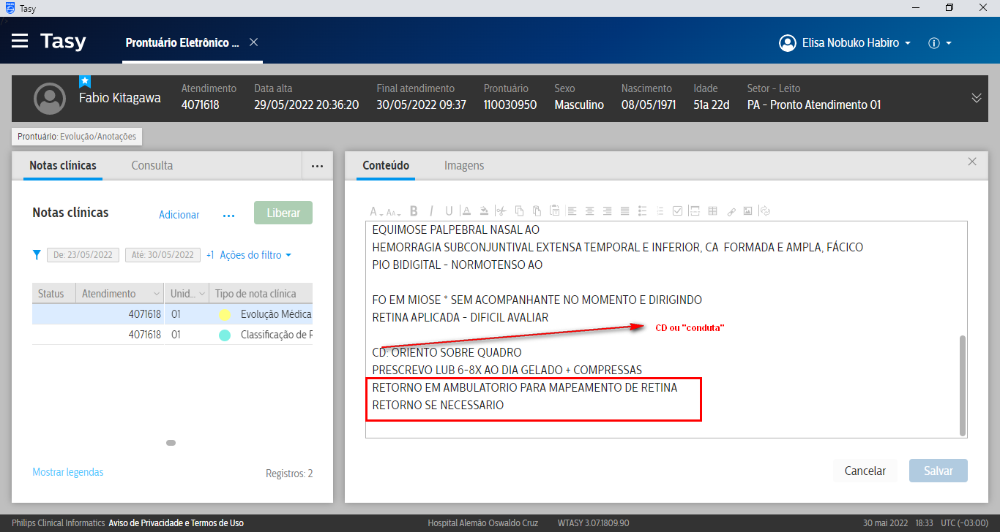 Tasy
Tasy
Prontuário Eletrônico ...
Elisa Nobuko Habiro
Fabio Kitagawa
Atendimento
4071618
Data alta
29/05/2022 20:36:20
Final atendimento
30/05/2022 09:37
Prontuário
110030950
Sexo
Masculino
Nascimento
08/05/1971
Idade
51a 22d
Setor - Leito
PA - Pronto Atendimento 01
Prontuário: Evolução/Anotações
Notas clínicas
Consulta
...
Notas clínicas
Adicionar
...
Liberar
De: 23/05/2022
Até: 30/05/2022
+1
Ações do filtro
Status
Atendimento
Unid...
Tipo de nota clínica
4071618
01
Evolução Médica
4071618
01
Classificação de
Mostrar legendas
Registros: 2
Conteúdo
Imagens
EQUIMOSE PALPEBRAL NASAL AO
HEMORRAGIA SUBCONJUNTIVAL EXTENSA TEMPORAL E INFERIOR, CA  FORMADA E AMPLA, FÁCICO
PIO BIDIGITAL - NORMOTENSO AO
FO EM MIOSE * SEM ACOMPANHANTE NO MOMENTO E DIRIGINDO
RETINA APLICADA - DIFICIL AVALIAR
CD ou "conduta"
CD: ORIENTO SOBRE QUADRO
PRESCREVO LUB 6-8X AO DIA GELADO + COMPRESSAS
RETORNO EM AMBULATORIO PARA MAPEAMENTO DE RETINA
RETORNO SE NECESSARIO
Cancelar
Salvar
Philips Clinical Informatics
Aviso de Privacidade e Termos de Uso
Hospital Alemão Oswaldo Cruz
WTASY 3.07.1809.90
30 mai 2022
18:33
UTC (-03:00)